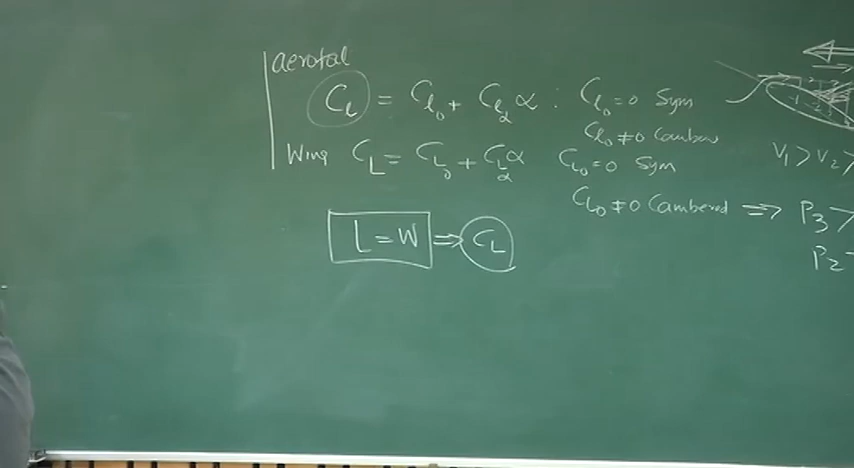 Aerofoil
Cl = Cl0 + Clα α : Cl0 = 0 Sym
Cl0 ≠ 0 Cambered
Wing CL = CL0 + CLα α CL0 = 0 Sym
CL0 ≠ 0 Cambered ⇒ P3 >
V1 > V2 >
L = W ⇒ CL
P2